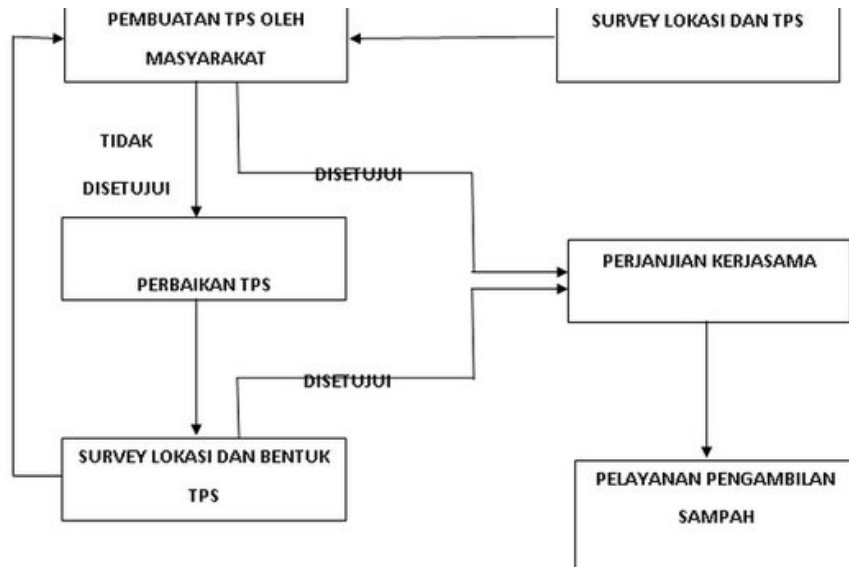 PEMBUATAN TPS OLEH
MASYARAKAT
SURVEY LOKASI DAN TPS
TIDAK
DISETUJUI
DISETUJUI
PERBAIKAN TPS
PERJANJIAN KERJASAMA
DISETUJUI
SURVEY LOKASI DAN BENTUK
TPS
PELAYANAN PENGAMBILAN
SAMPAH